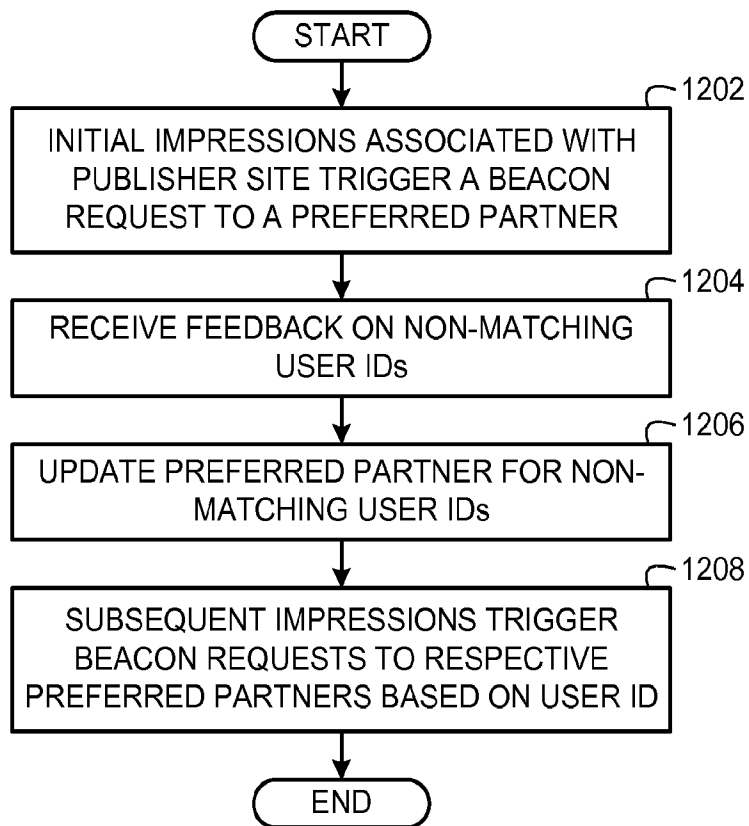 START
1202
INITIAL IMPRESSIONS ASSOCIATED WITH
PUBLISHER SITE TRIGGER A BEACON
REQUEST TO A PREFERRED PARTNER
1204
RECEIVE FEEDBACK ON NON-MATCHING
USER IDs
1206
UPDATE PREFERRED PARTNER FOR NON-
MATCHING USER IDs
1208
SUBSEQUENT IMPRESSIONS TRIGGER
BEACON REQUESTS TO RESPECTIVE
PREFERRED PARTNERS BASED ON USER ID
END